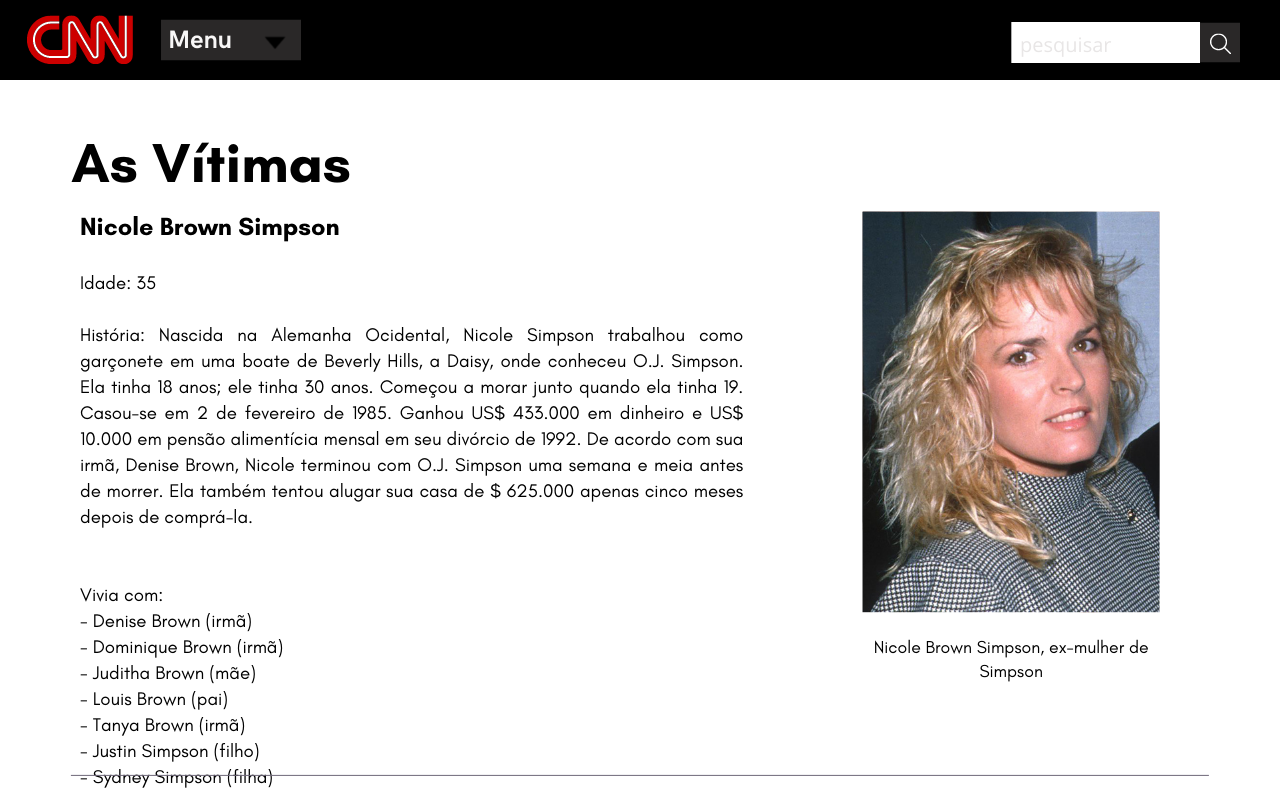 CNN
Menu
pesquisar
As Vítimas
Nicole Brown Simpson
Idade: 35
História: Nascida na Alemanha Ocidental, Nicole Simpson trabalhou como
garçonete em uma boate de Beverly Hills, a Daisy, onde conheceu O.J. Simpson.
Ela tinha 18 anos; ele tinha 30 anos. Começou a morar junto quando ela tinha 19.
Casou-se em 2 de fevereiro de 1985. Ganhou US$ 433.000 em dinheiro e US$
10.000 em pensão alimentícia mensal em seu divórcio de 1992. De acordo com sua
irmã, Denise Brown, Nicole terminou com O.J. Simpson uma semana e meia antes
de morrer. Ela também tentou alugar sua casa de $ 625.000 apenas cinco meses
depois de comprá-la.
Vivia com:
- Denise Brown (irmã)
- Dominique Brown (irmã)
- Juditha Brown (mãe)
- Louis Brown (pai)
- Tanya Brown (irmã)
- Justin Simpson (filho)
- Sydney Simpson (filha)
Nicole Brown Simpson, ex-mulher de
Simpson